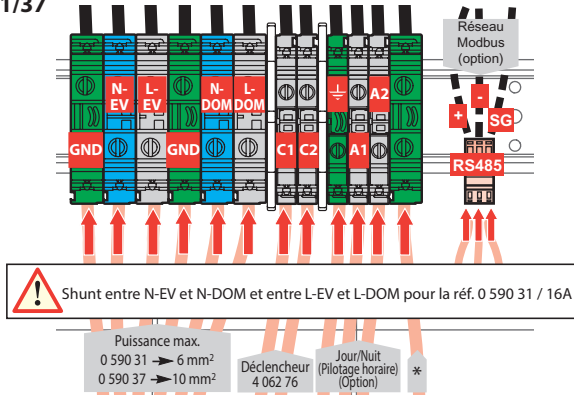 1/37
Réseau
Modbus
(option)
N-
EV
L-
EV
N-
DOM
L-
DOM
⏚
A2
+
-
SG
GND
GND
C1
C2
A1
RS485
! Shunt entre N-EV et N-DOM et entre L-EV et L-DOM pour la réf. 0 590 31 / 16A
Puissance max.
0 590 31 → 6 mm²
0 590 37 → 10 mm²
Déclencheur
4 062 76
Jour/Nuit
(Pilotage horaire)
(Option)
*